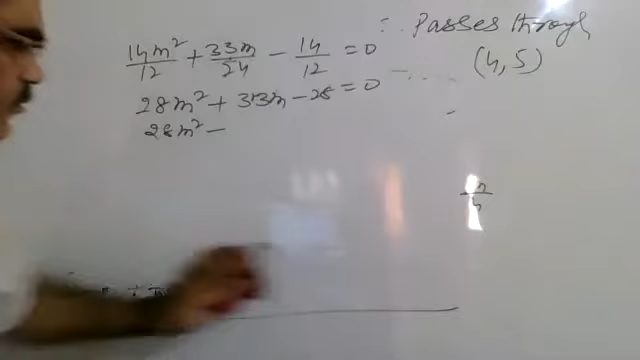 ∴ Passes through
14m²/12 + 33m/24 - 14/12 = 0
(4, 5)
28m² + 33m - 28 = 0
28m² -